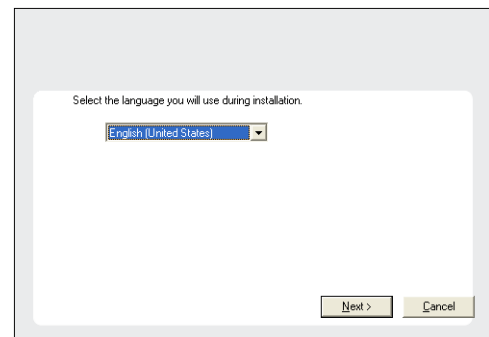 Select the language you will use during installation.
English (United States)
Next >
Cancel